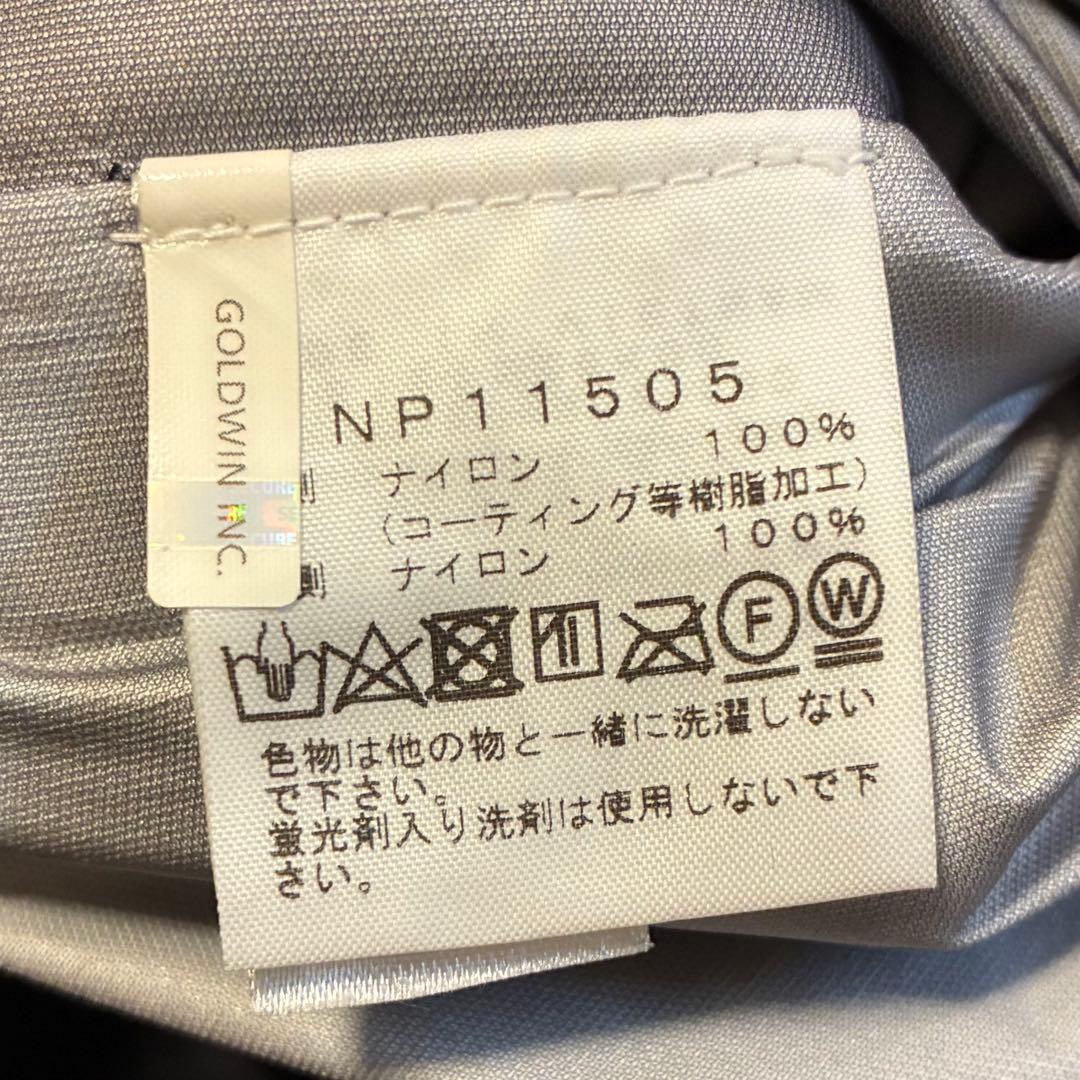 GOLDWIN INC.
NP11505
側 ナイロン 100%
(コーティング等樹脂加工)
側 ナイロン 100%
F
W
色物は他の物と一緒に洗濯しない
で下さい。
蛍光剤入り洗剤は使用しないで下
さい。